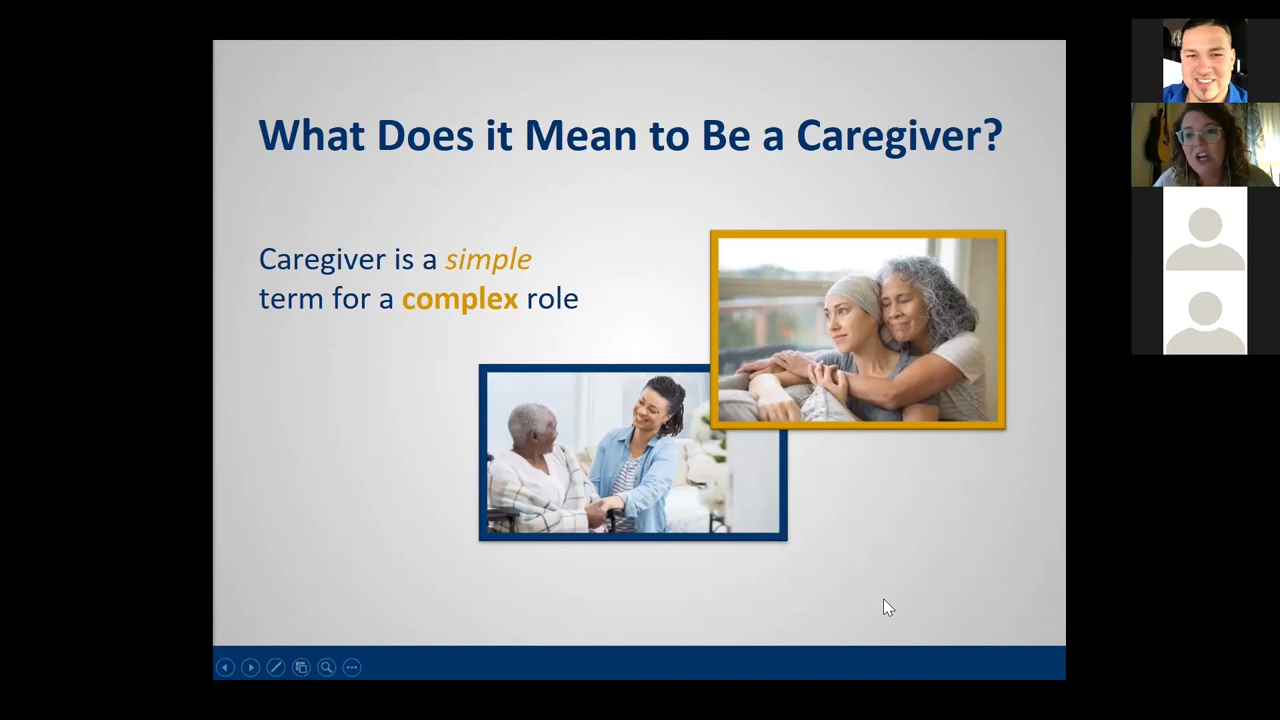 What Does it Mean to Be a Caregiver?
Caregiver is a simple
term for a complex role